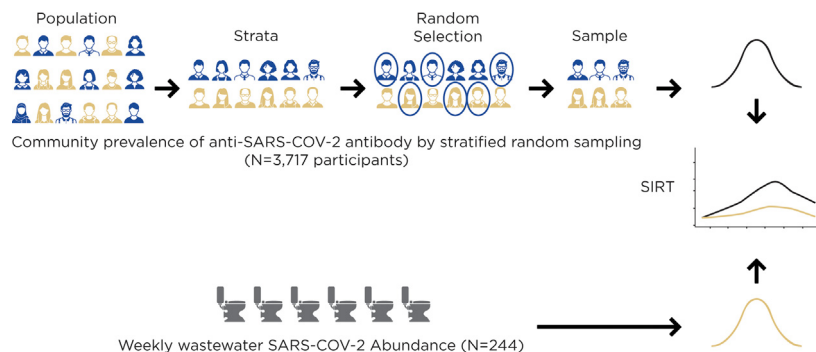 Population
Strata
Random
Selection
Sample
Community prevalence of anti-SARS-COV-2 antibody by stratified random sampling
(N=3,717 participants)
SIRT
Weekly wastewater SARS-COV-2 Abundance (N=244)